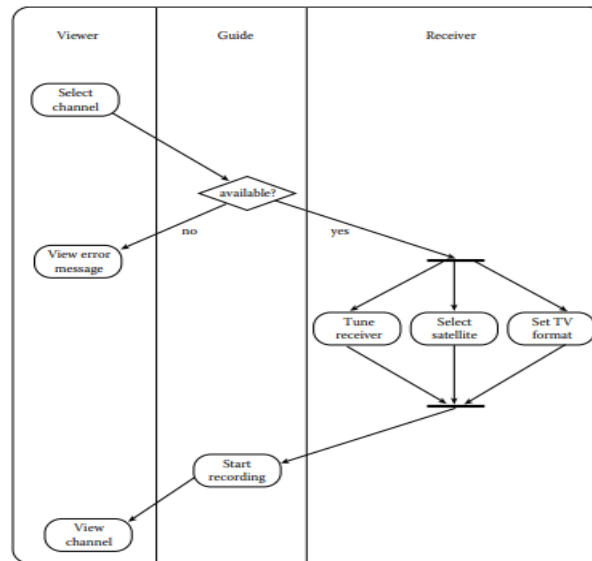 Viewer
Guide
Receiver
Select
channel
available?
no
yes
View error
message
Tune
receiver
Select
satellite
Set TV
format
Start
recording
View
channel